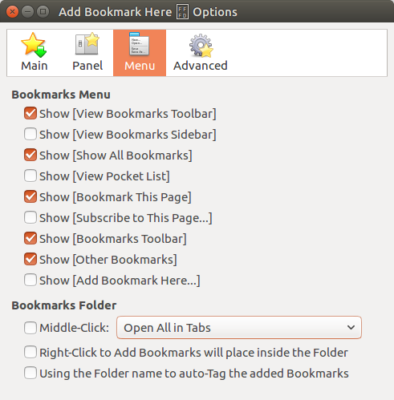 Add Bookmark Here Options
Main Panel Menu Advanced
Bookmarks Menu
Show [View Bookmarks Toolbar]
Show [View Bookmarks Sidebar]
Show [Show All Bookmarks]
Show [View Pocket List]
Show [Bookmark This Page]
Show [Subscribe to This Page...]
Show [Bookmarks Toolbar]
Show [Other Bookmarks]
Show [Add Bookmark Here...]
Bookmarks Folder
Middle-Click: Open All in Tabs
Right-Click to Add Bookmarks will place inside the Folder
Using the Folder name to auto-Tag the added Bookmarks